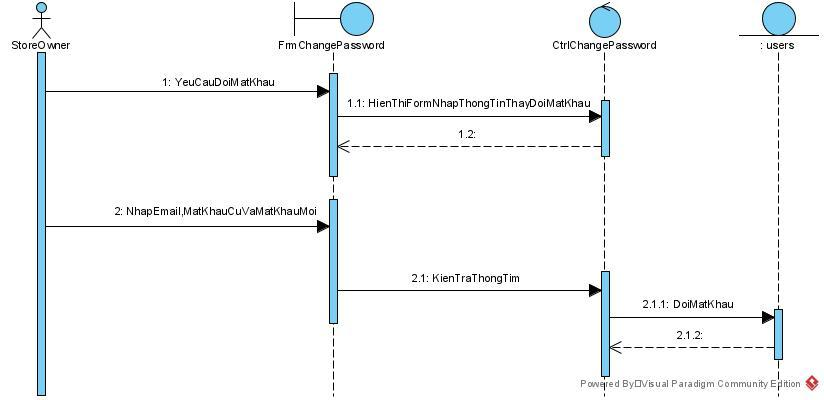 StoreOwner
FrmChangePassword
CtrlChangePassword
: users
1: YeuCauDoiMatKhau
1.1: HienThiFormNhapThongTinThayDoiMatKhau
1.2:
2: NhapEmail,MatKhauCuVaMatKhauMoi
2.1: KienTraThongTim
2.1.1: DoiMatKhau
2.1.2:
Powered By□Visual Paradigm Community Edition